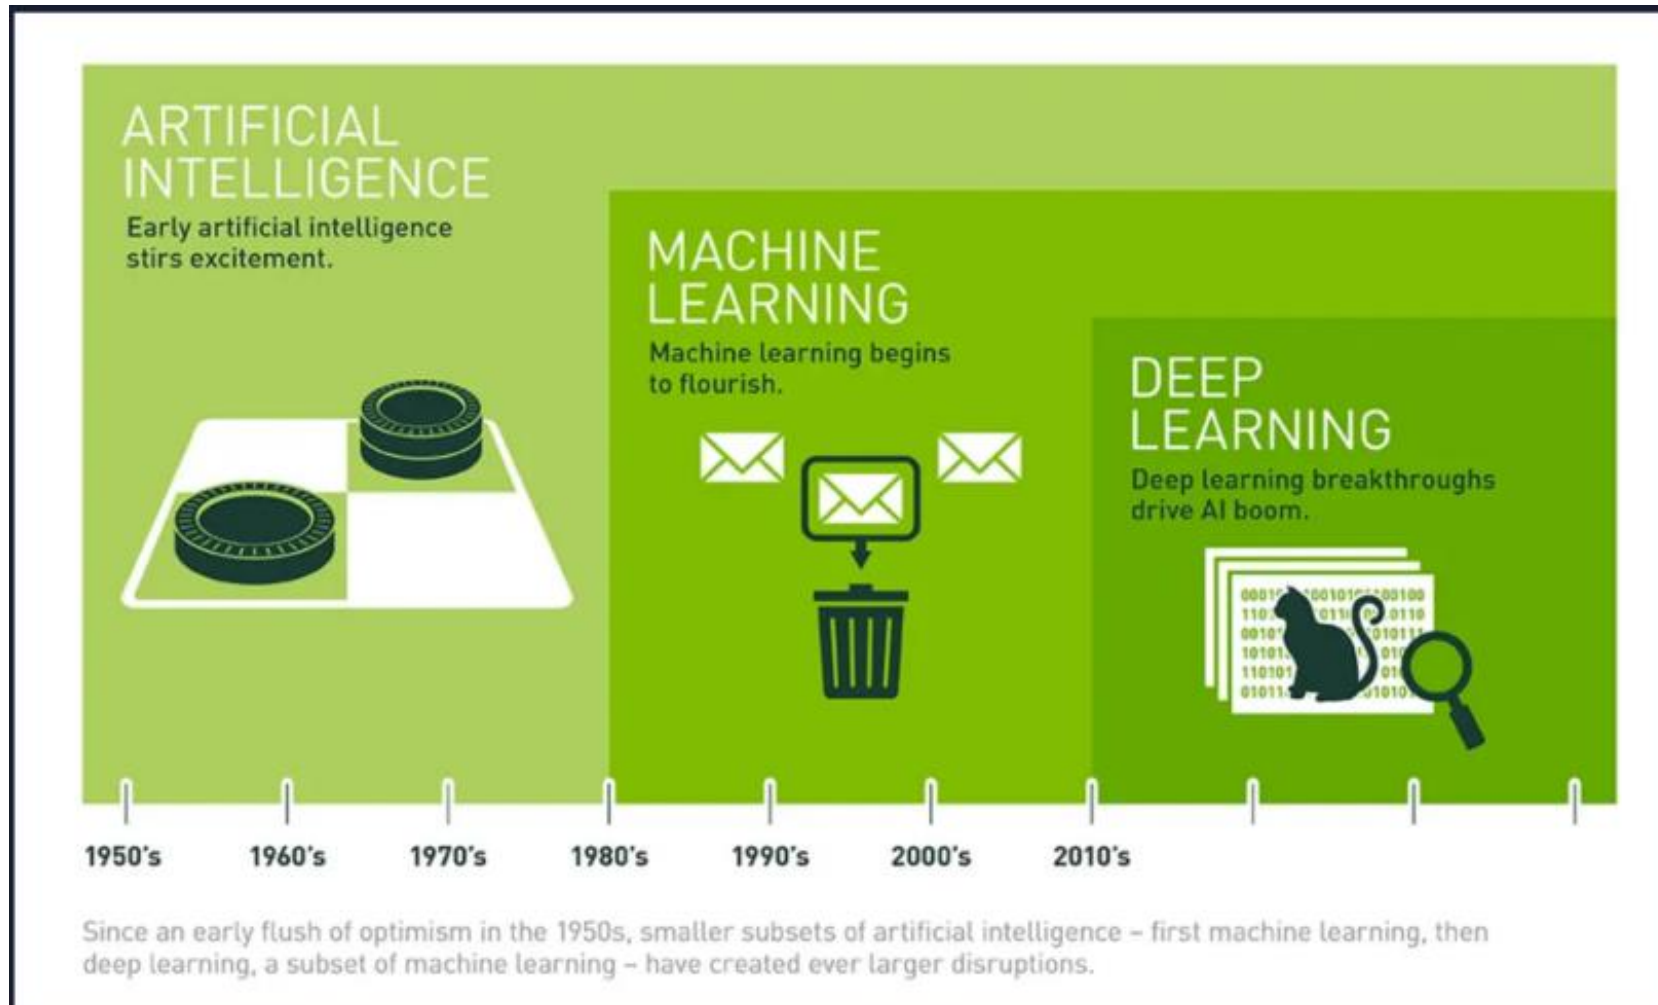 ARTIFICIAL
INTELLIGENCE
Early artificial intelligence
stirs excitement.
MACHINE
LEARNING
Machine learning begins
to flourish.
DEEP
LEARNING
Deep learning breakthroughs
drive AI boom.
1950's 1960's 1970's 1980's 1990's 2000's 2010's
Since an early flush of optimism in the 1950s, smaller subsets of artificial intelligence – first machine learning, then
deep learning, a subset of machine learning – have created ever larger disruptions.